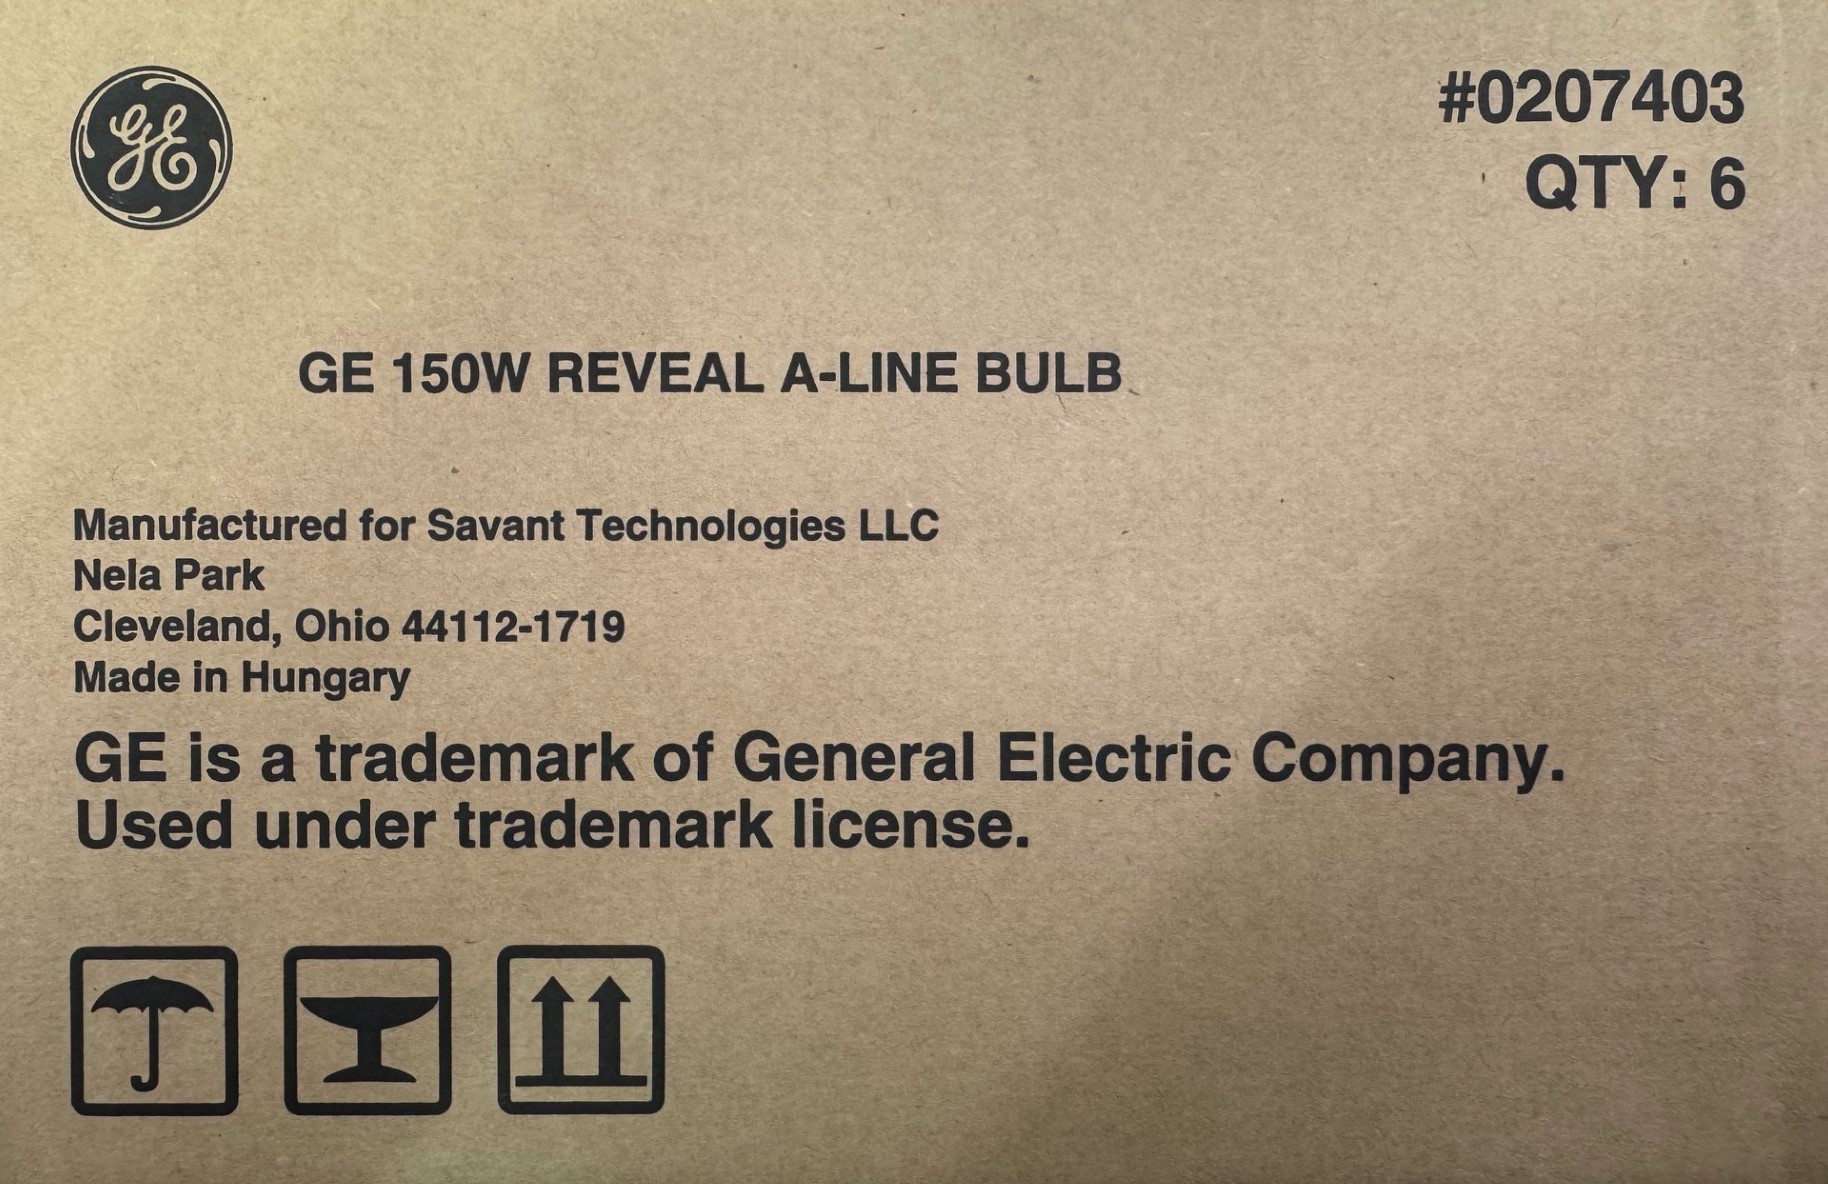 GE
#0207403
QTY: 6
GE 150W REVEAL A-LINE BULB
Manufactured for Savant Technologies LLC
Nela Park
Cleveland, Ohio 44112-1719
Made in Hungary
GE is a trademark of General Electric Company.
Used under trademark license.